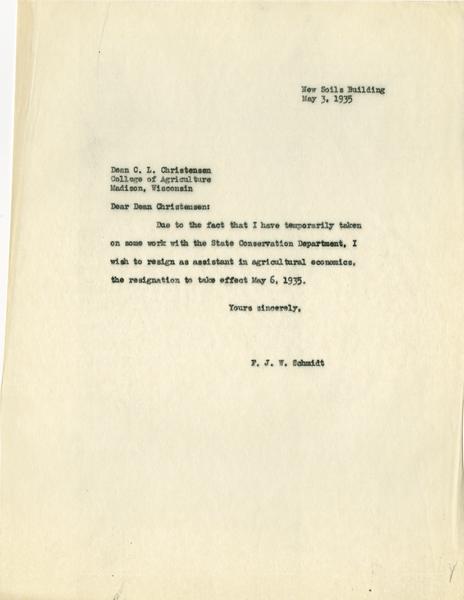 New Soils Building
May 3, 1935
Dean C. L. Christensen
College of Agriculture
Madison, Wisconsin
Dear Dean Christensen:
Due to the fact that I have temporarily taken
on some work with the State Conservation Department, I
wish to resign as assistant in agricultural economics,
the resignation to take effect May 6, 1935.
Yours sincerely,
F. J. W. Schmidt